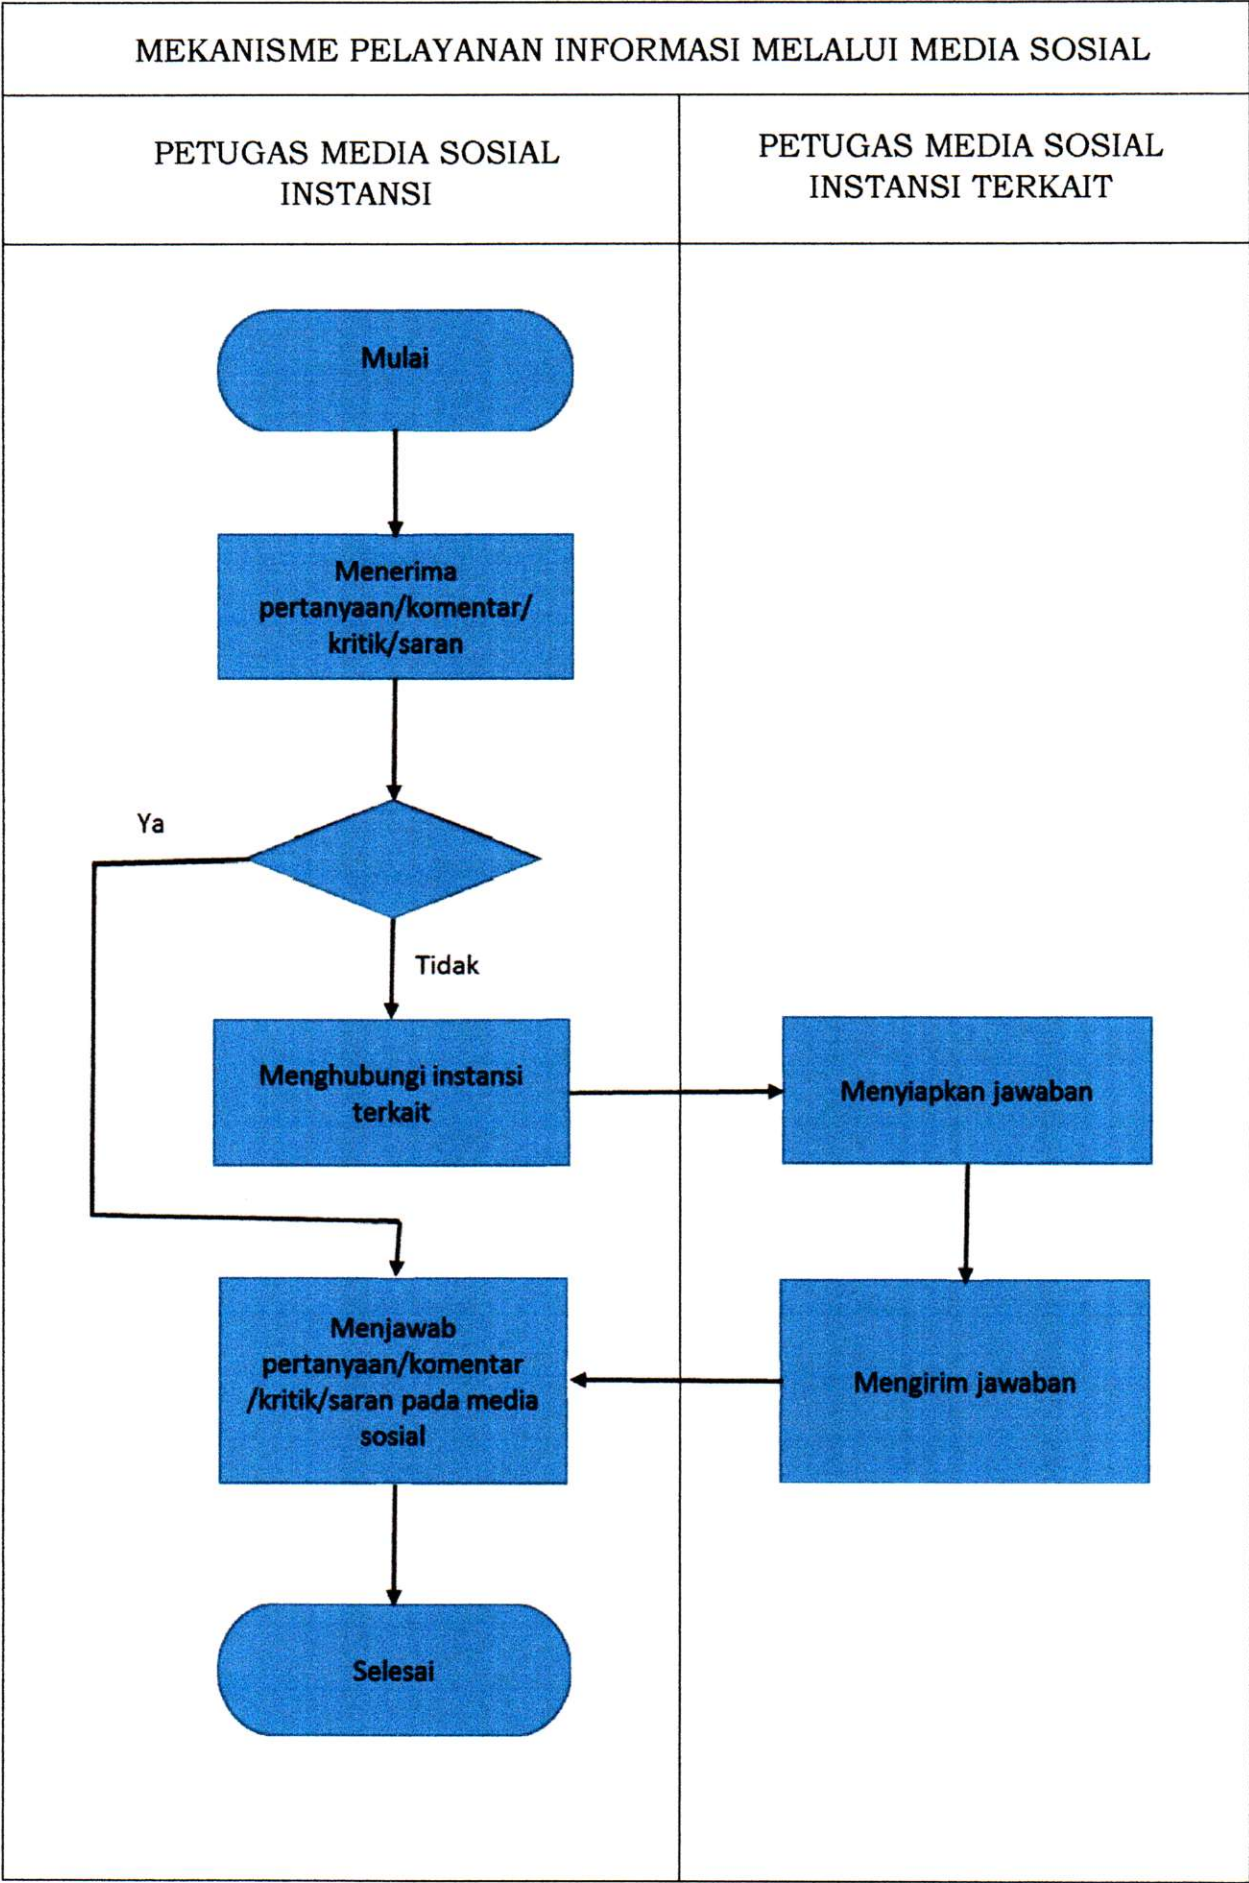 MEKANISME PELAYANAN INFORMASI MELALUI MEDIA SOSIAL
PETUGAS MEDIA SOSIAL
INSTANSI
PETUGAS MEDIA SOSIAL
INSTANSI TERKAIT
Mulai
Menerima
pertanyaan/komentar/
kritik/saran
Ya
Tidak
Menghubungi instansi
terkait
Menyiapkan jawaban
Menjawab
pertanyaan/komentar
/kritik/saran pada media
sosial
Mengirim jawaban
Selesai